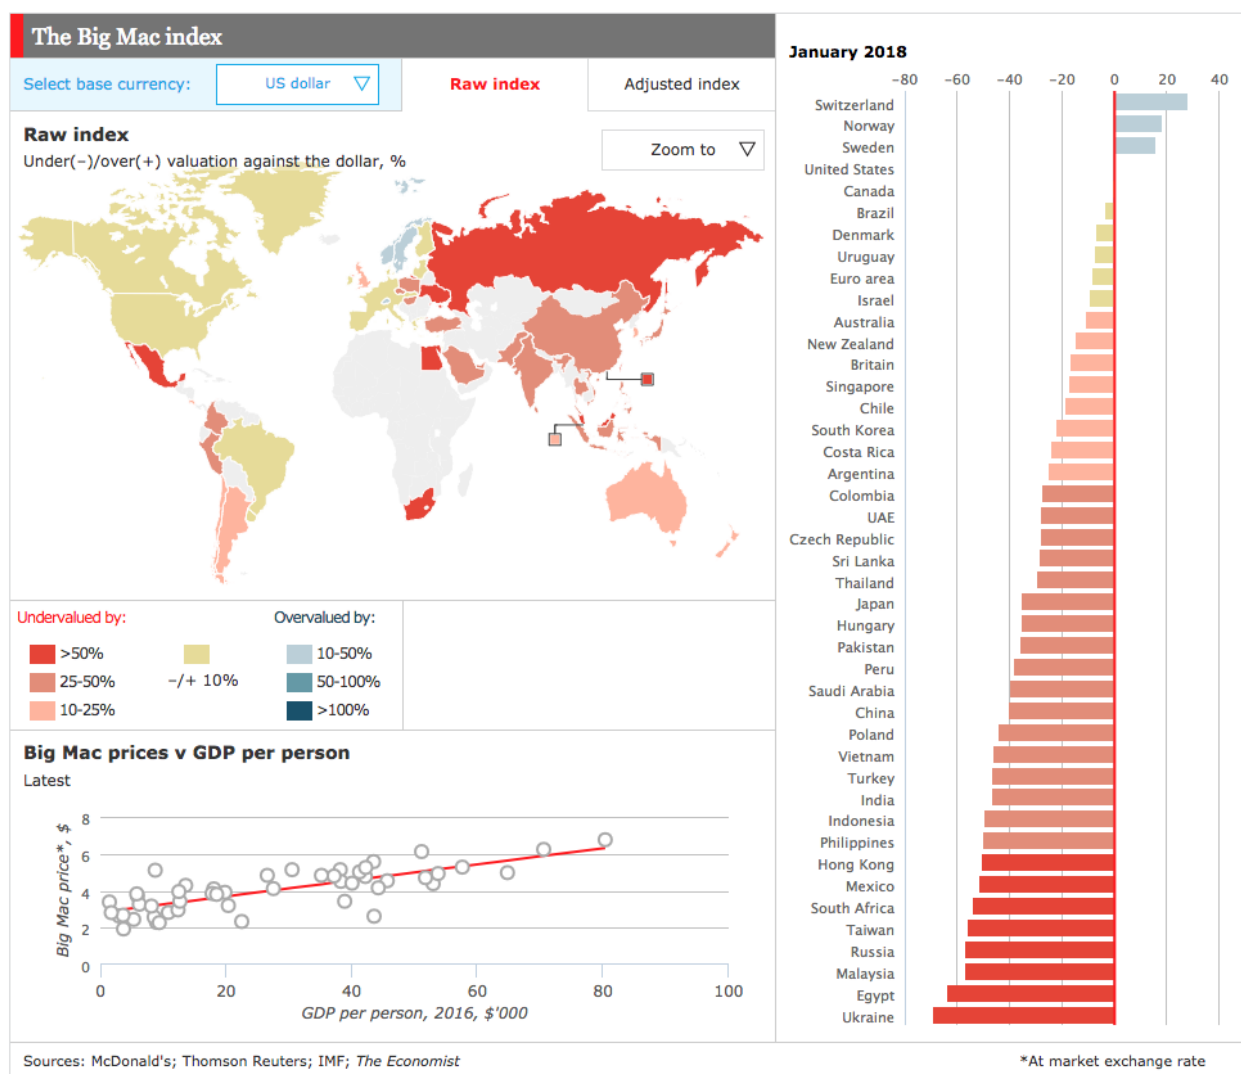 The Big Mac index
Select base currency:
US dollar
Raw index
Adjusted index
Raw index
Under(−)/over(+) valuation against the dollar, %
Zoom to
Undervalued by:
Overvalued by:
>50%
10-50%
25-50%
−/+ 10%
50-100%
10-25%
>100%
Big Mac prices v GDP per person
Latest
Big Mac price*, $
8
6
4
2
0
0 20 40 60 80 100
GDP per person, 2016, $'000
January 2018
-80 -60 -40 -20 0 20 40
Switzerland
Norway
Sweden
United States
Canada
Brazil
Denmark
Uruguay
Euro area
Israel
Australia
New Zealand
Britain
Singapore
Chile
South Korea
Costa Rica
Argentina
Colombia
UAE
Czech Republic
Sri Lanka
Thailand
Japan
Hungary
Pakistan
Peru
Saudi Arabia
China
Poland
Vietnam
Turkey
India
Indonesia
Philippines
Hong Kong
Mexico
South Africa
Taiwan
Russia
Malaysia
Egypt
Ukraine
Sources: McDonald's; Thomson Reuters; IMF; The Economist
*At market exchange rate